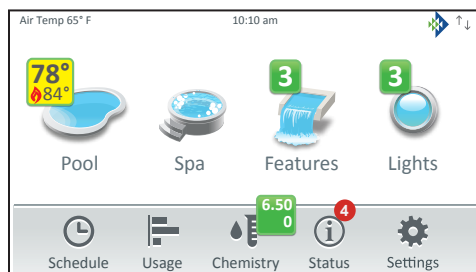 Air Temp 65° F 10:10 am
78°
84°
3
3
Pool Spa Features Lights
6.50
0
4
Schedule Usage Chemistry Status Settings